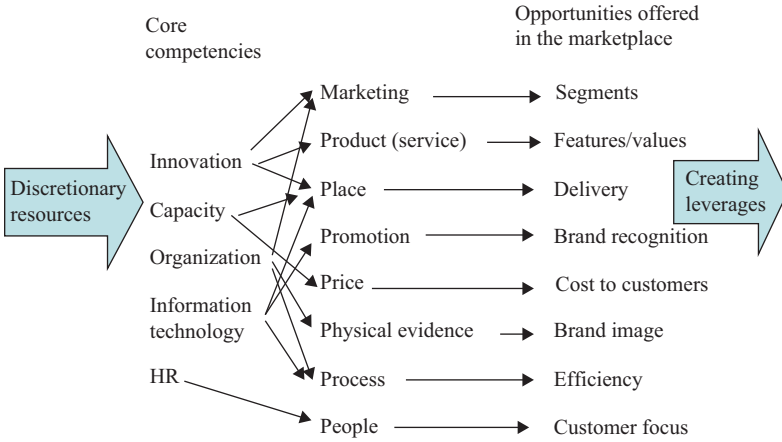 Core
competencies
Opportunities offered
in the marketplace
Discretionary
resources
Innovation
Capacity
Organization
Information
technology
HR
Marketing
Product (service)
Place
Promotion
Price
Physical evidence
Process
People
Segments
Features/values
Delivery
Brand recognition
Cost to customers
Brand image
Efficiency
Customer focus
Creating
leverages